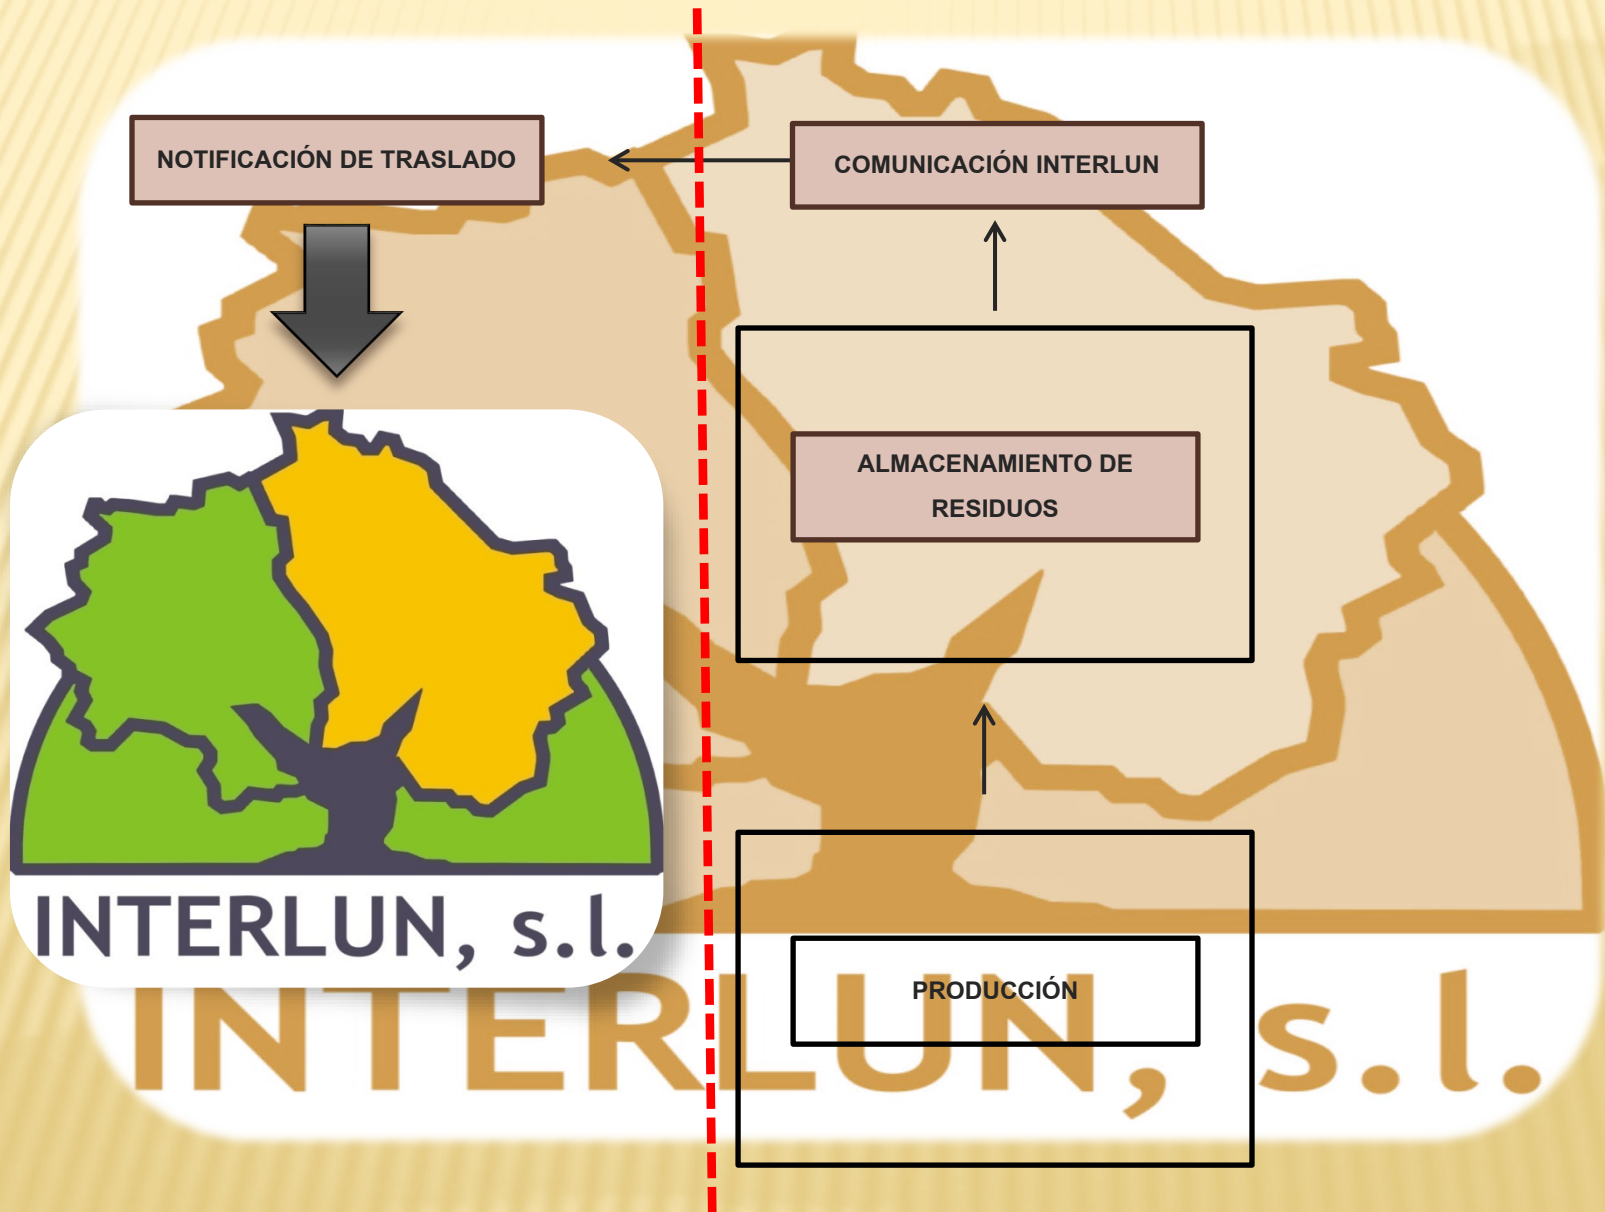 NOTIFICACIÓN DE TRASLADO
COMUNICACIÓN INTERLUN
ALMACENAMIENTO DE
RESIDUOS
INTERLUN, s.l.
PRODUCCIÓN
INTERLUN, s.l.